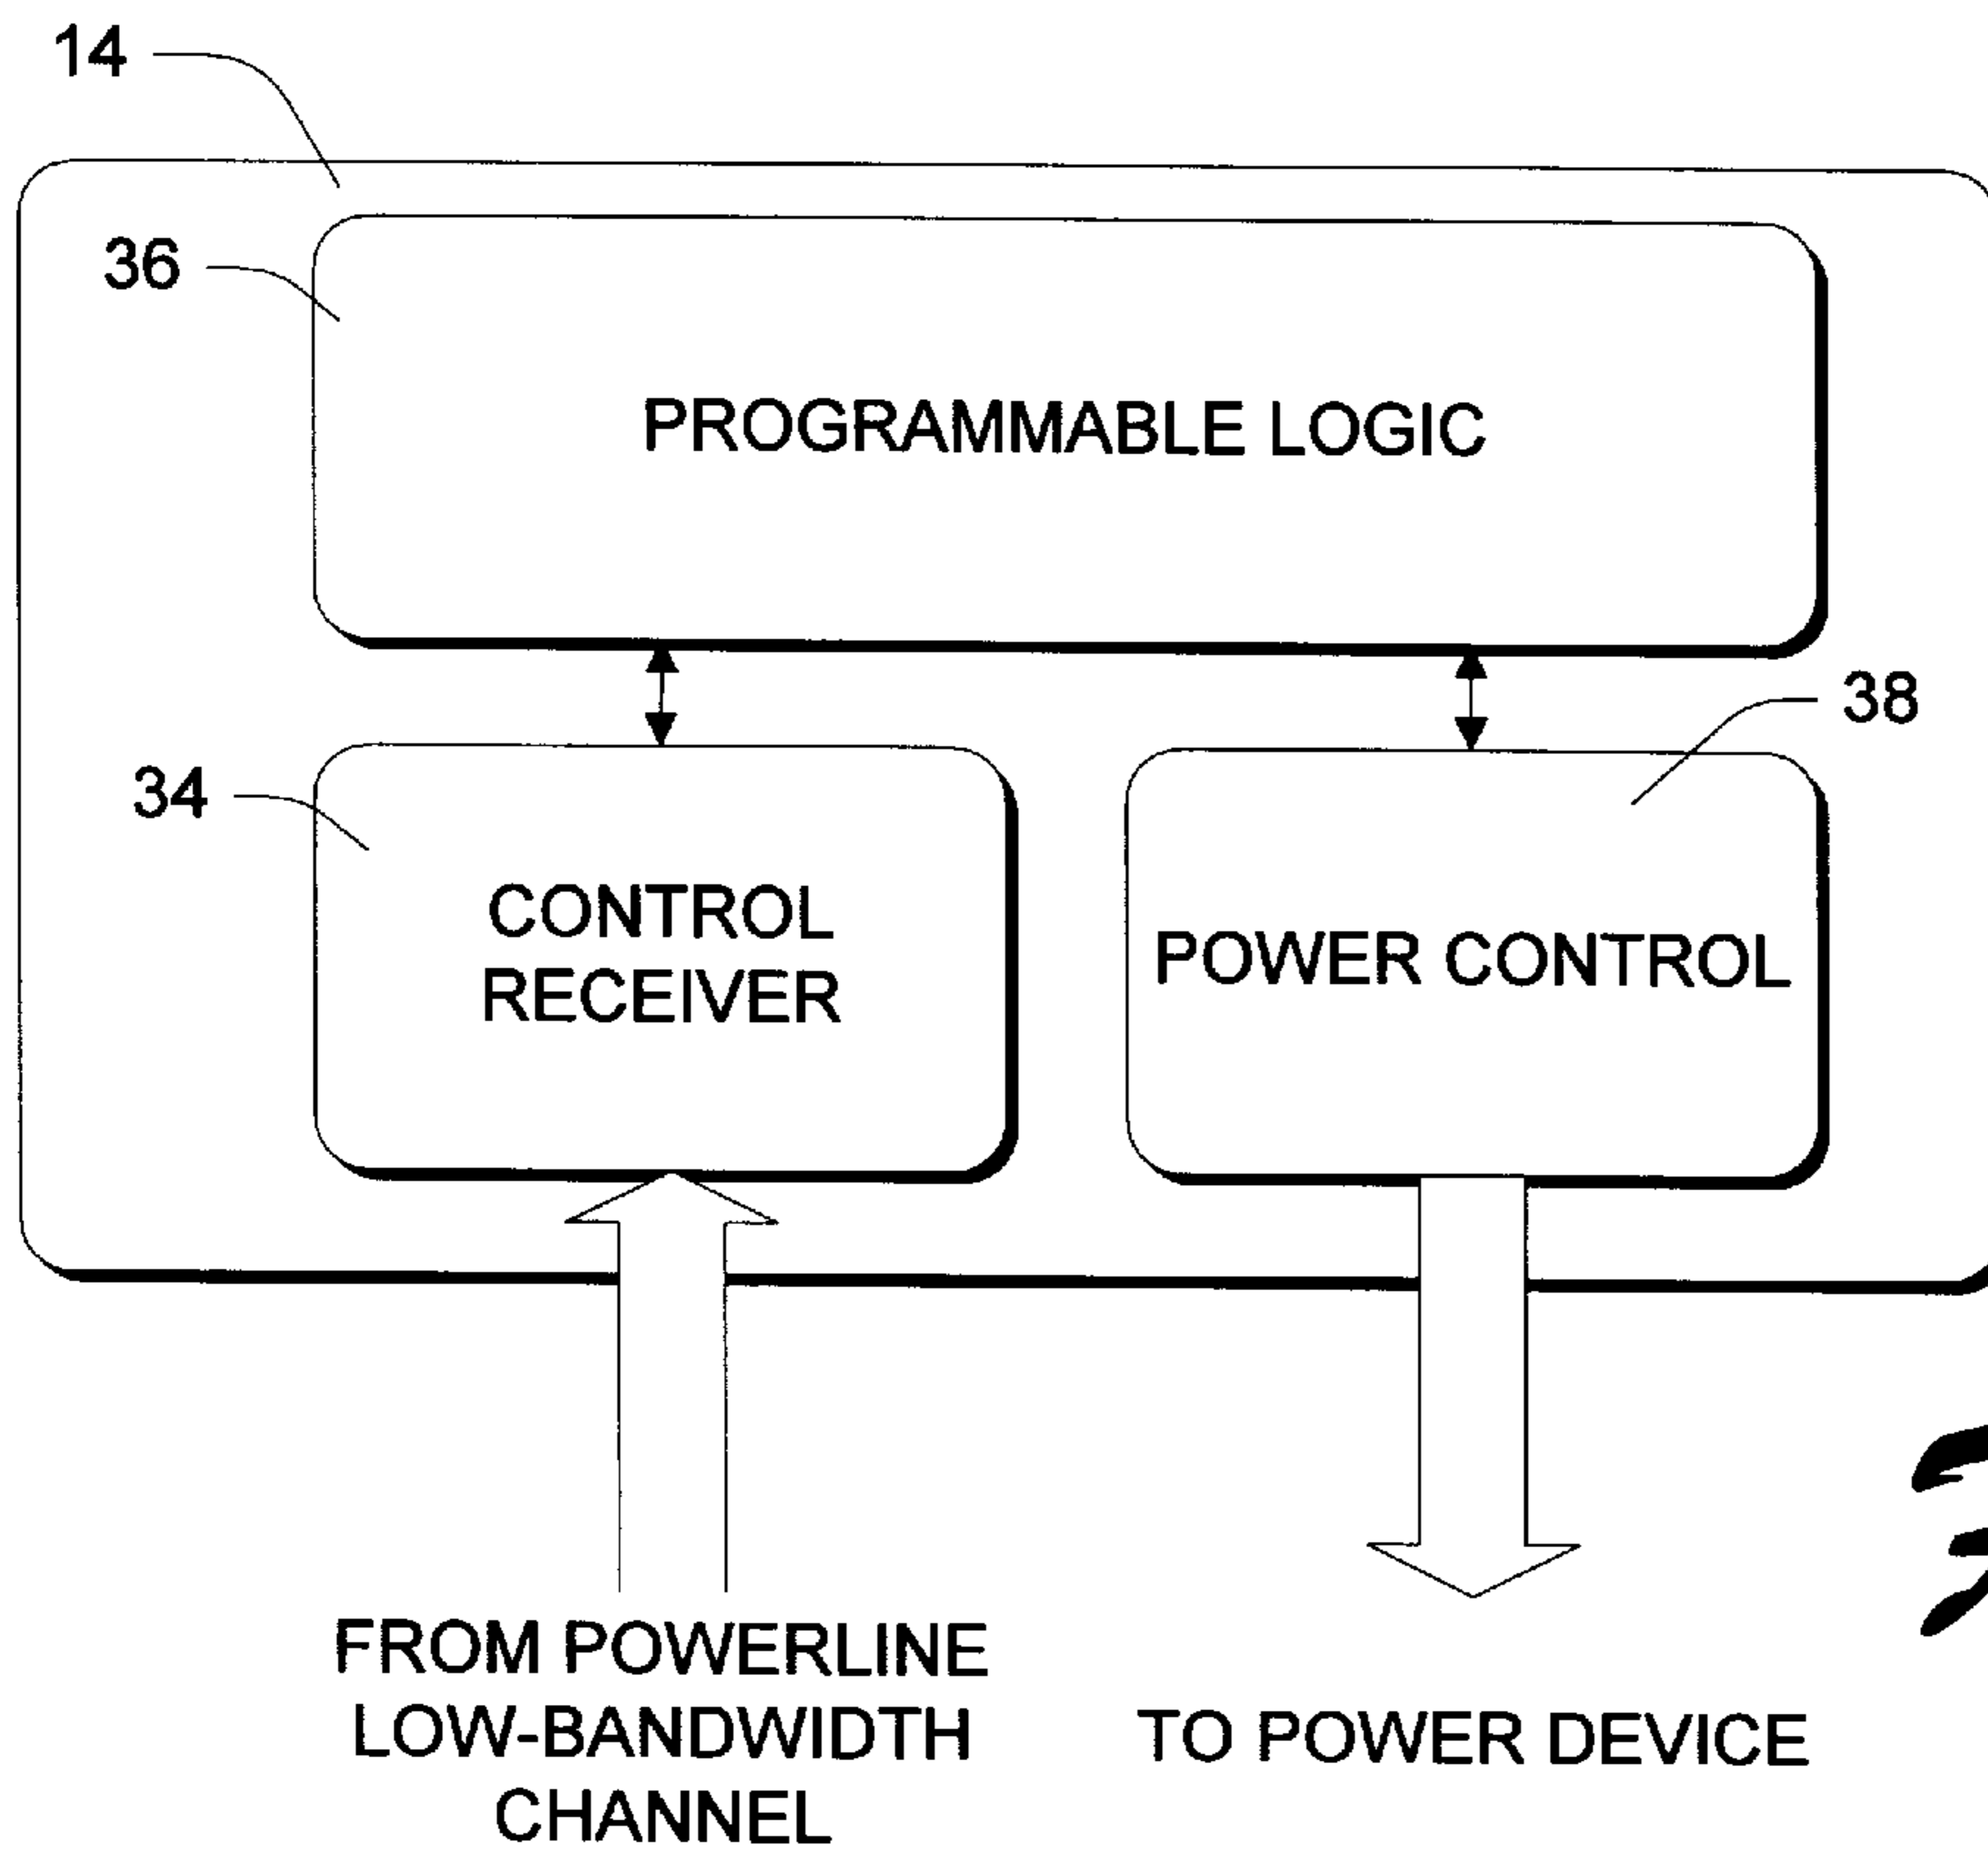 14
36
PROGRAMMABLE LOGIC
38
34
CONTROL
RECEIVER
POWER CONTROL
FROM POWERLINE
LOW-BANDWIDTH
CHANNEL
TO POWER DEVICE